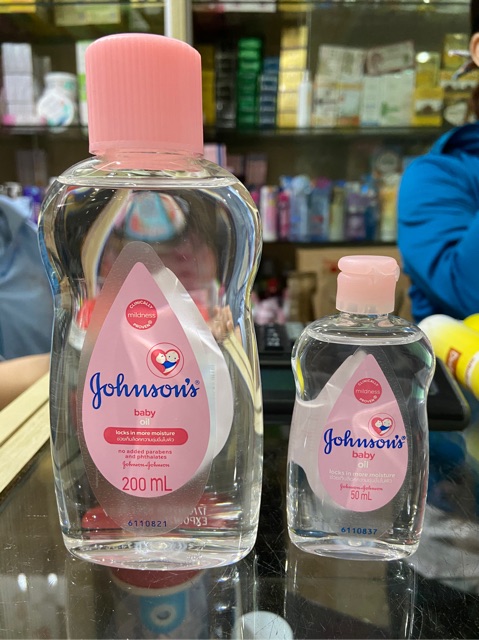 CLINICALLY
mildness
PROVEN
Johnson's®
baby
oil
locks in more moisture
no added parabens
and phthalates
Johnson+Johnson
200 mL
6110821
mildness
Johnson's
baby
oil
locks in more moisture
50 mL
6110837